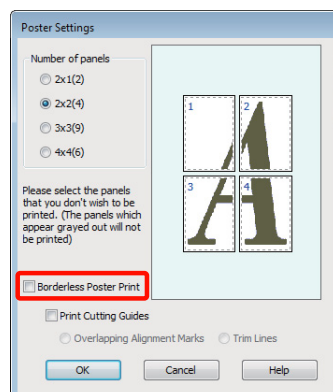 Poster Settings
Number of panels
2x1(2)
2x2(4)
3x3(9)
4x4(6)
1 2
3 4
Please select the panels
that you don't wish to be
printed. (The panels which
appear grayed out will not
be printed)
Borderless Poster Print
Print Cutting Guides
Overlapping Alignment Marks Trim Lines
OK Cancel Help